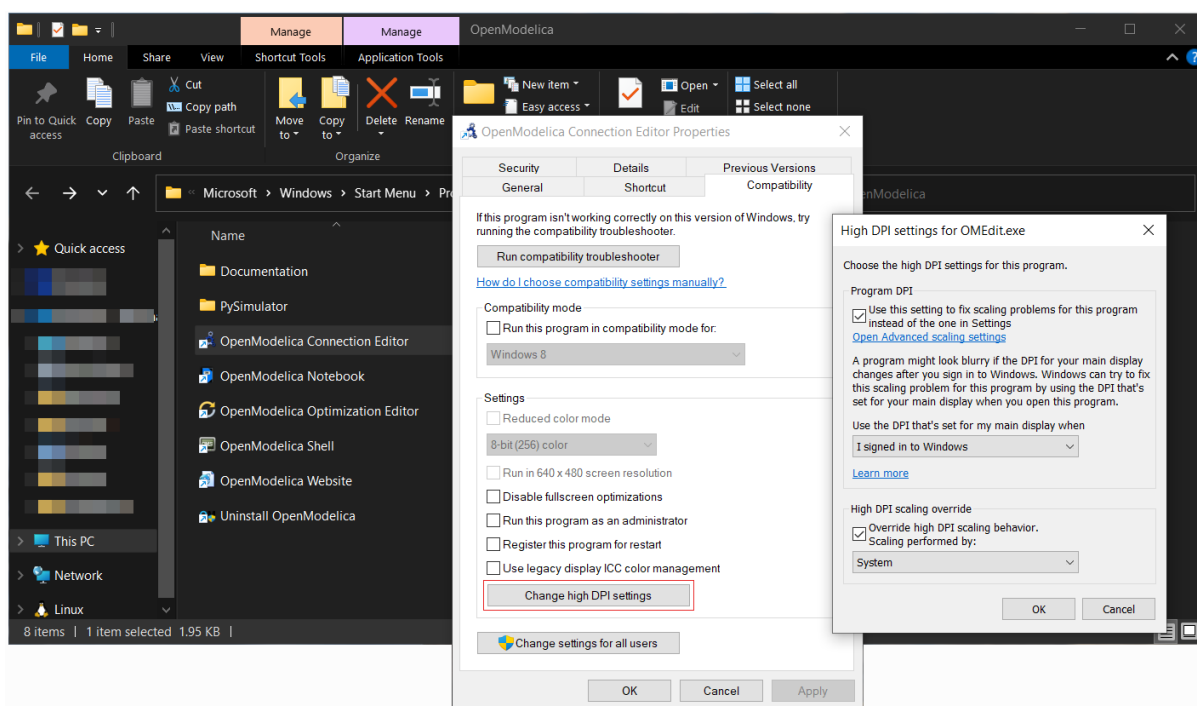 Manage
Manage
OpenModelica
File
Home
Share
View
Shortcut Tools
Application Tools
Pin to Quick
access
Copy
Paste
Cut
Copy path
Paste shortcut
Move
to
Copy
to
Delete
Rename
New item
Easy access
Open
Edit
Select all
Select none
Clipboard
Organize
Microsoft
Windows
Start Menu
Quick access
This PC
Network
Linux
Name
Documentation
PySimulator
OpenModelica Connection Editor
OpenModelica Notebook
OpenModelica Optimization Editor
OpenModelica Shell
OpenModelica Website
Uninstall OpenModelica
8 items
1 item selected 1.95 KB
OpenModelica Connection Editor Properties
Security
Details
Previous Versions
General
Shortcut
Compatibility
If this program isn't working correctly on this version of Windows, try
running the compatibility troubleshooter.
Run compatibility troubleshooter
How do I choose compatibility settings manually?
Compatibility mode
Run this program in compatibility mode for:
Windows 8
Settings
Reduced color mode
8-bit (256) color
Run in 640 x 480 screen resolution
Disable fullscreen optimizations
Run this program as an administrator
Register this program for restart
Use legacy display ICC color management
Change high DPI settings
Change settings for all users
OK
Cancel
Apply
High DPI settings for OMEdit.exe
Choose the high DPI settings for this program.
Program DPI
Use this setting to fix scaling problems for this program
instead of the one in Settings
Open Advanced scaling settings
A program might look blurry if the DPI for your main display
changes after you sign in to Windows. Windows can try to fix
this scaling problem for this program by using the DPI that's
set for your main display when you open this program.
Use the DPI that's set for my main display when
I signed in to Windows
Learn more
High DPI scaling override
Override high DPI scaling behavior.
Scaling performed by:
System
OK
Cancel